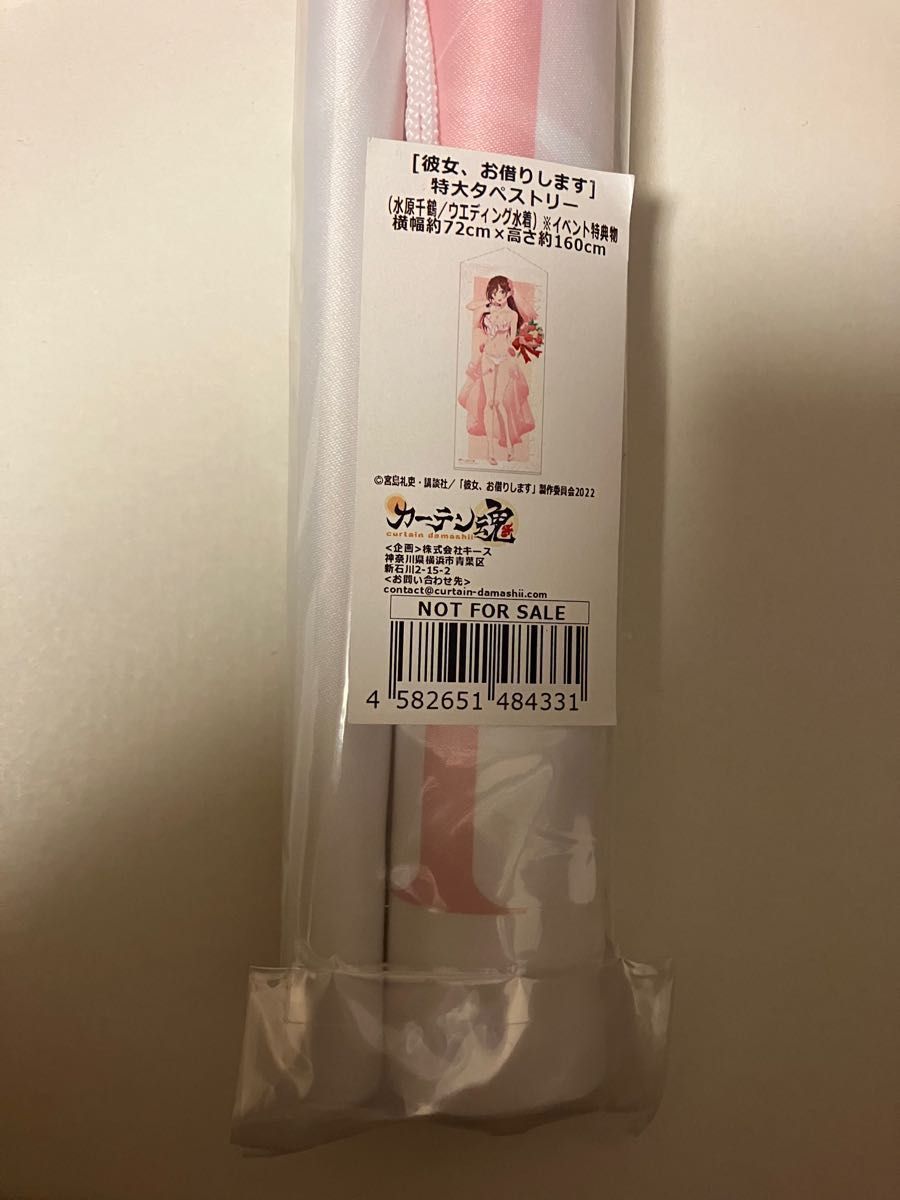 [彼女、お借りします]
特大タペストリー
(水原千鶴/ウエディング水着)※イベント特典物
横幅約72cm×高さ約160cm
©宮島礼吏・講談社/「彼女、お借りします」製作委員会2022
カーテン魂
curtain damashii
<企画>株式会社キース
神奈川県横浜市青葉区
新石川2-15-2
<お問い合わせ先>
contact@curtain-damashii.com
NOT FOR SALE
4 582651 484331